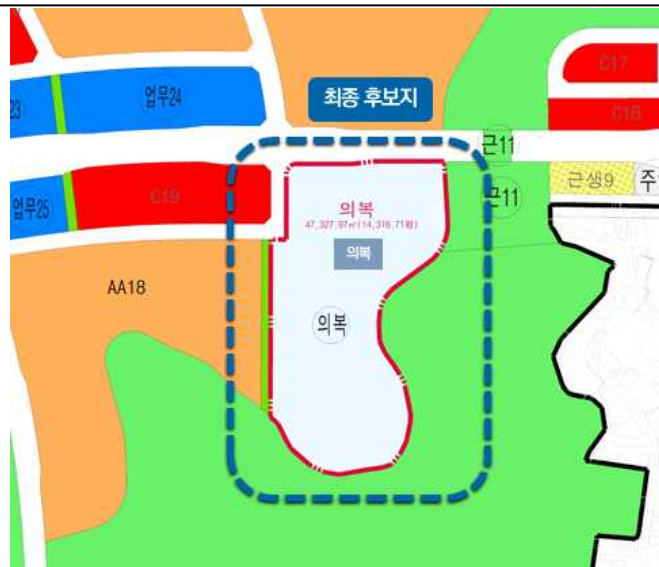 C17
업무24
최종 후보지
23
C16
근11
근생9
주
의복
47,327.97㎡(14,316.71평)
근11
C19
업무25
의복
AA18
의복